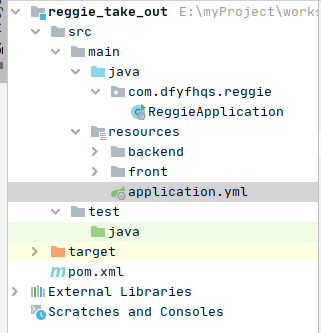 reggie_take_out E:\myProject\works
src
main
java
com.dfyfhqs.reggie
ReggieApplication
resources
backend
front
application.yml
test
java
target
pom.xml
External Libraries
Scratches and Consoles